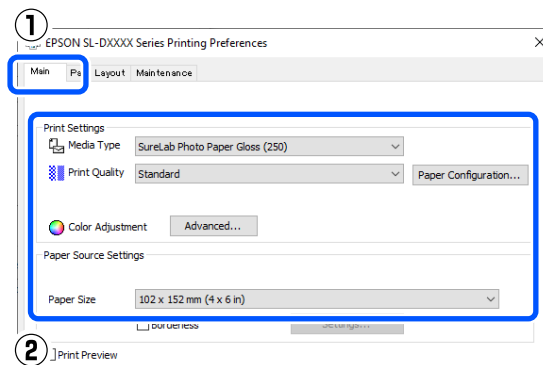 1
EPSON SL-DXXXX Series Printing Preferences
Main Pa Layout Maintenance
Print Settings
Media Type SureLab Photo Paper Gloss (250)
Print Quality Standard Paper Configuration...
Color Adjustment Advanced...
Paper Source Settings
Paper Size 102 x 152 mm (4 x 6 in)
Borderless Settings...
2
Print Preview